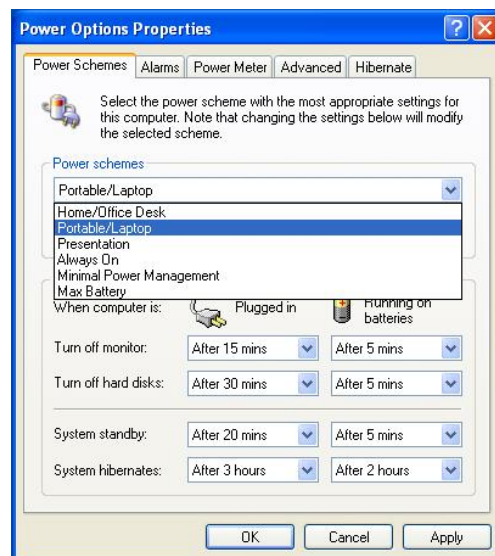 Power Options Properties
Power Schemes Alarms Power Meter Advanced Hibernate
Select the power scheme with the most appropriate settings for
this computer. Note that changing the settings below will modify
the selected scheme.
Power schemes
Portable/Laptop
Home/Office Desk
Portable/Laptop
Presentation
Always On
Minimal Power Management
Max Battery
When computer is: Plugged in Running on
batteries
Turn off monitor: After 15 mins After 5 mins
Turn off hard disks: After 30 mins After 5 mins
System standby: After 20 mins After 5 mins
System hibernates: After 3 hours After 2 hours
OK Cancel Apply